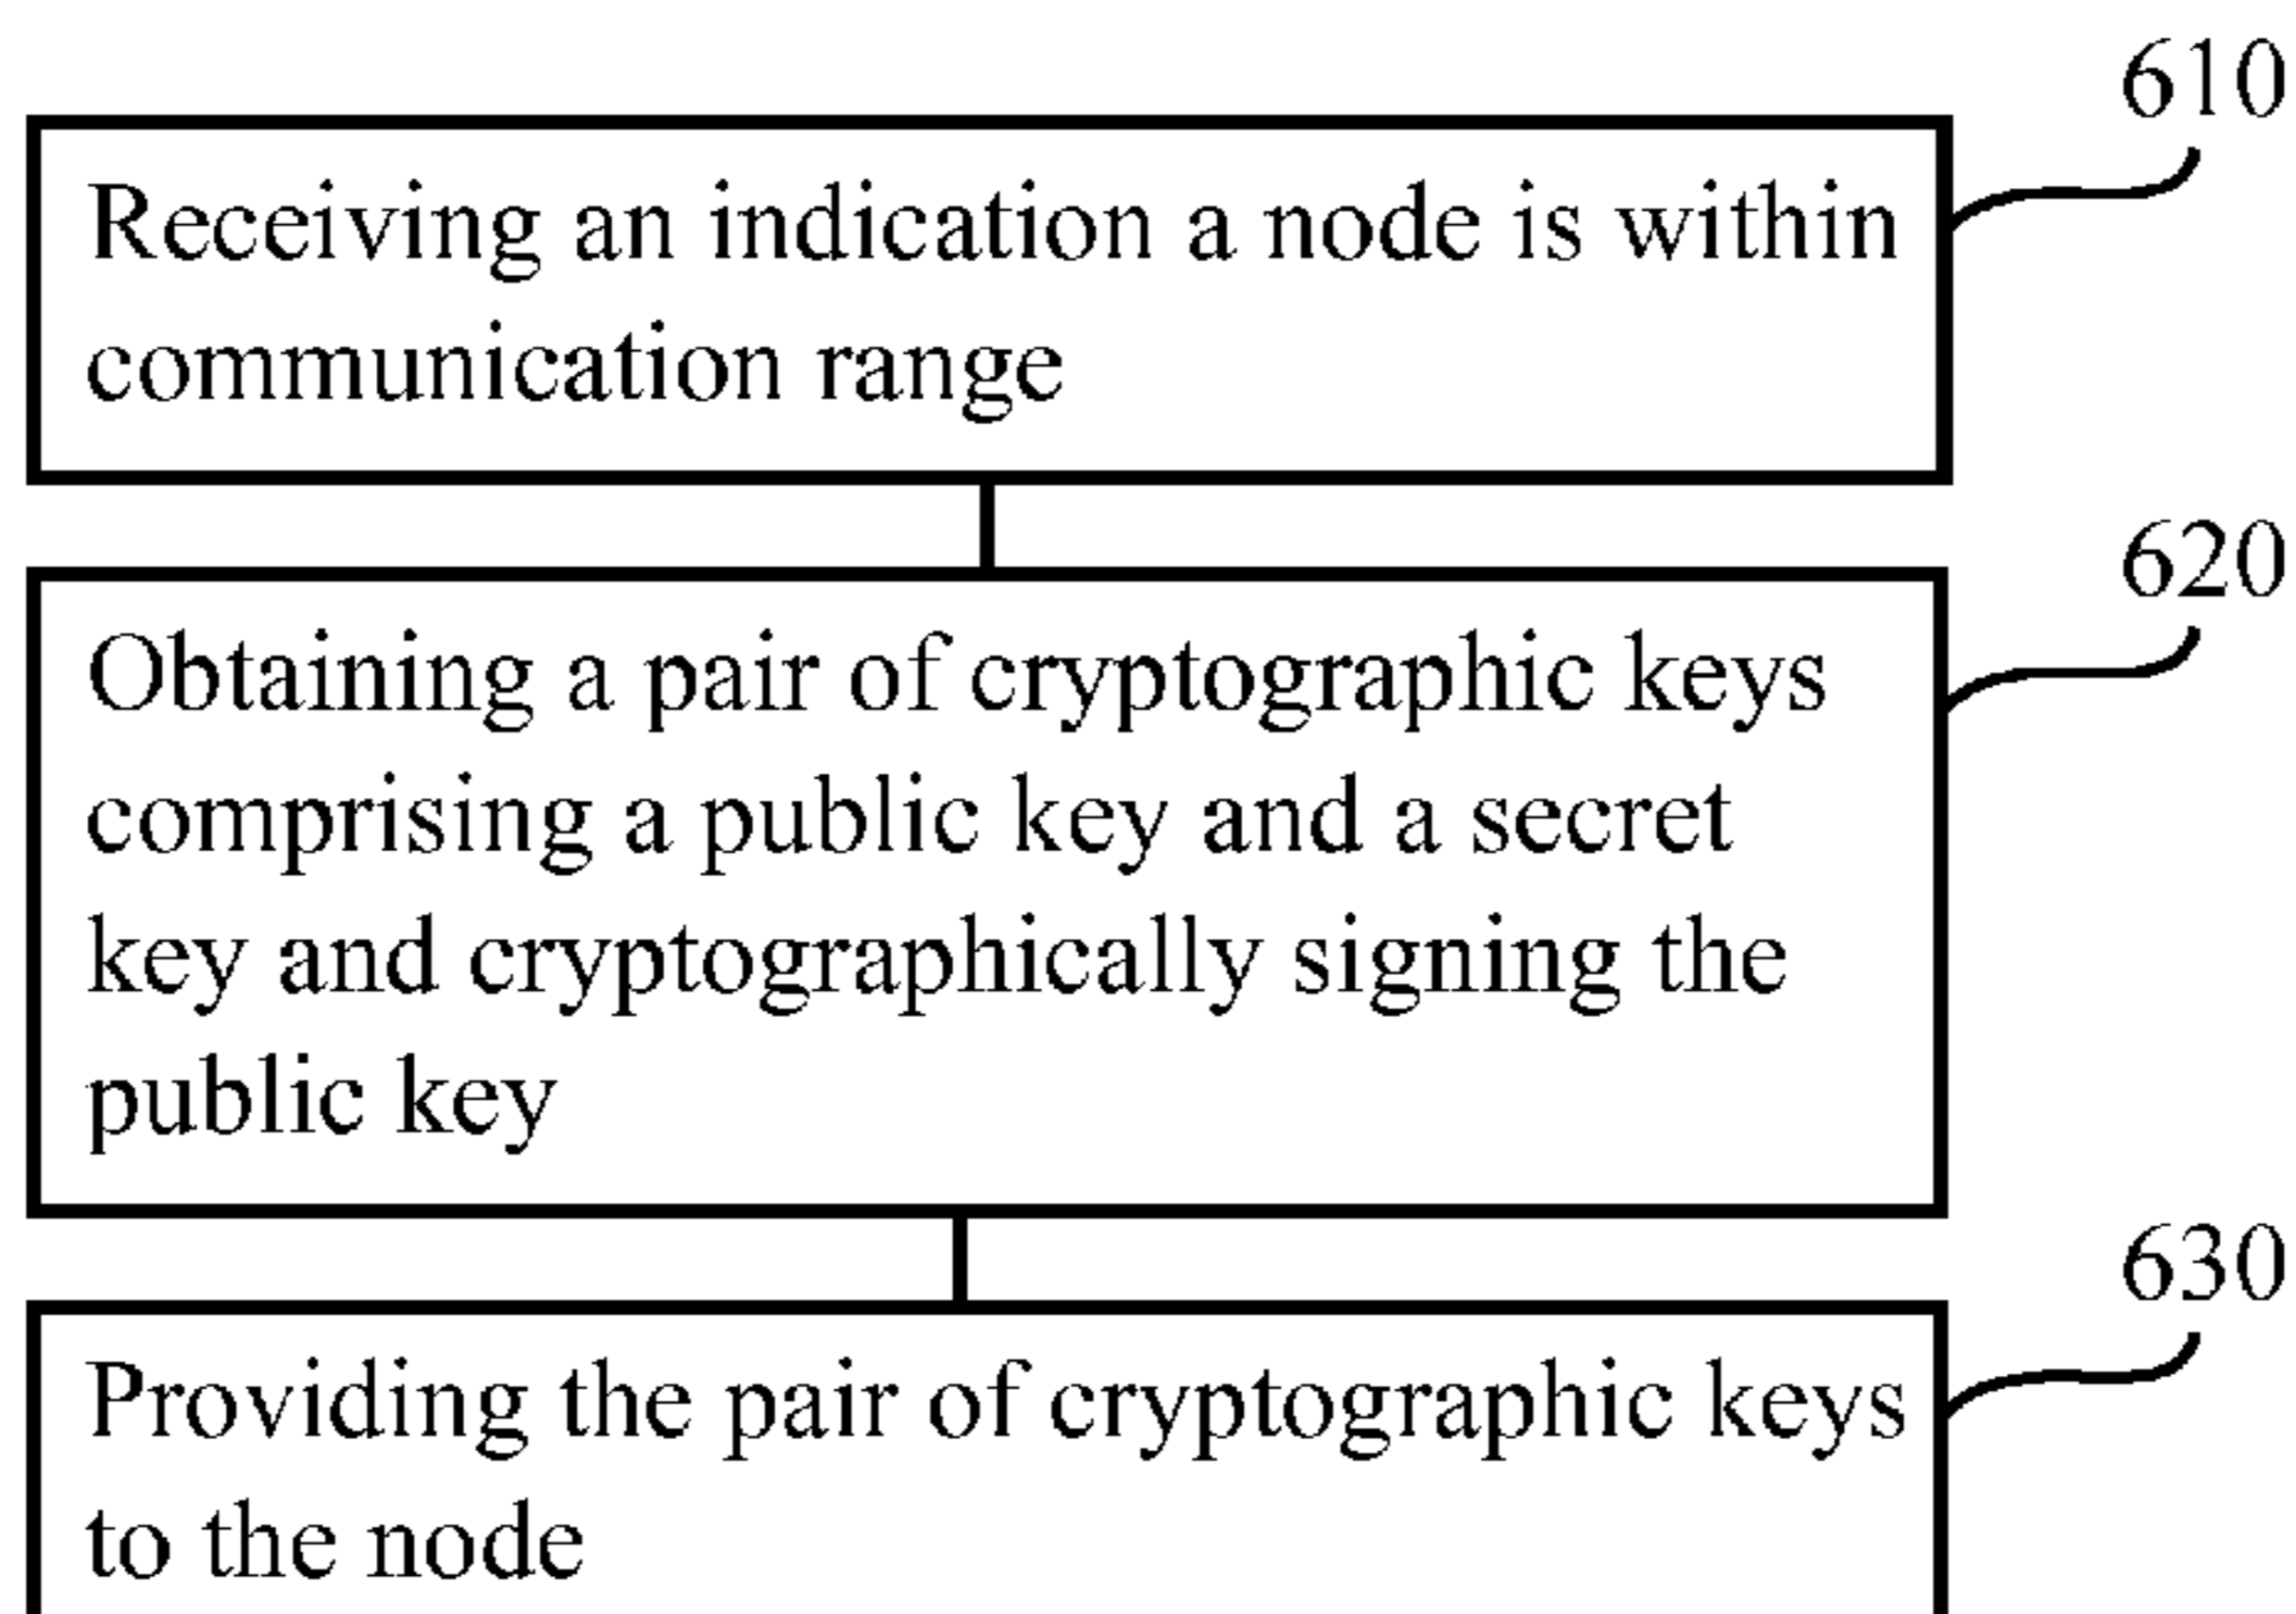 610
Receiving an indication a node is within
communication range
620
Obtaining a pair of cryptographic keys
comprising a public key and a secret
key and cryptographically signing the
public key
630
Providing the pair of cryptographic keys
to the node